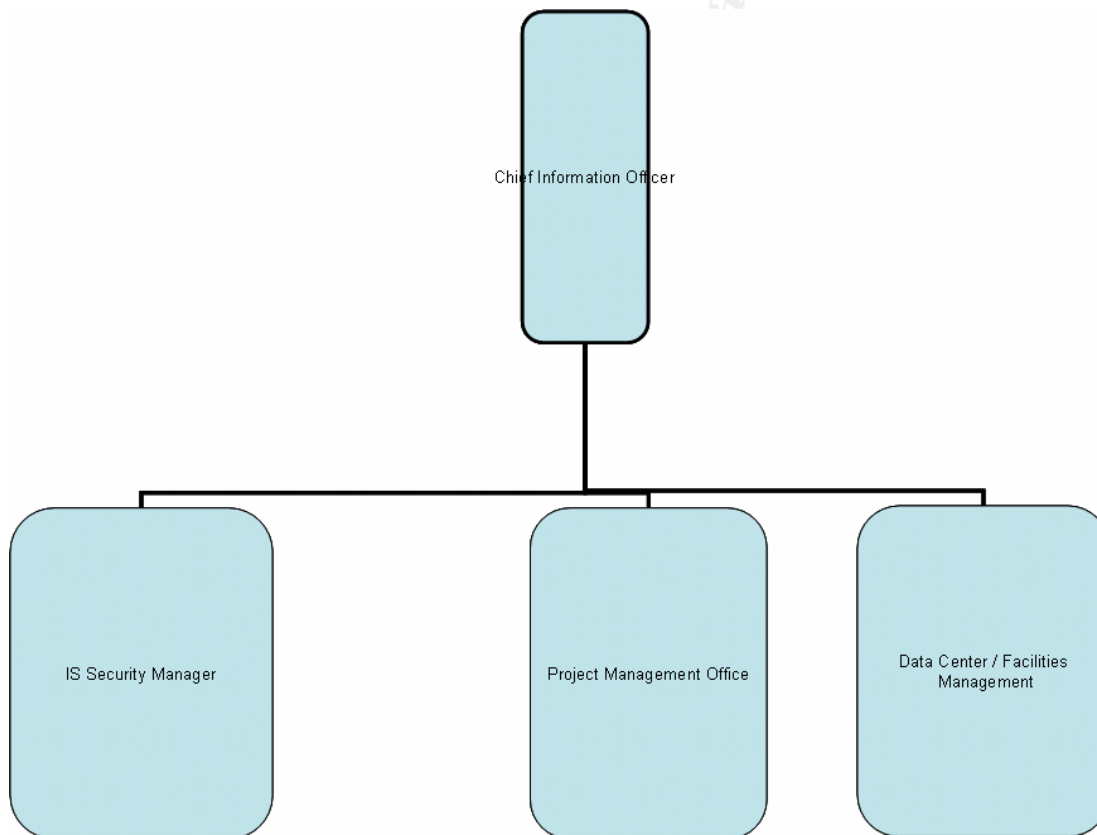 Chief Information Officer
IS Security Manager
Project Management Office
Data Center / Facilities
Management